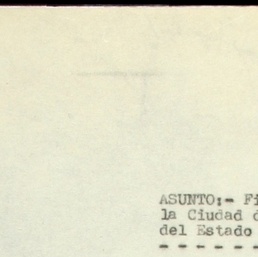 ASUNTO:- Fi
la Ciudad d
del Estado
- - - - - -